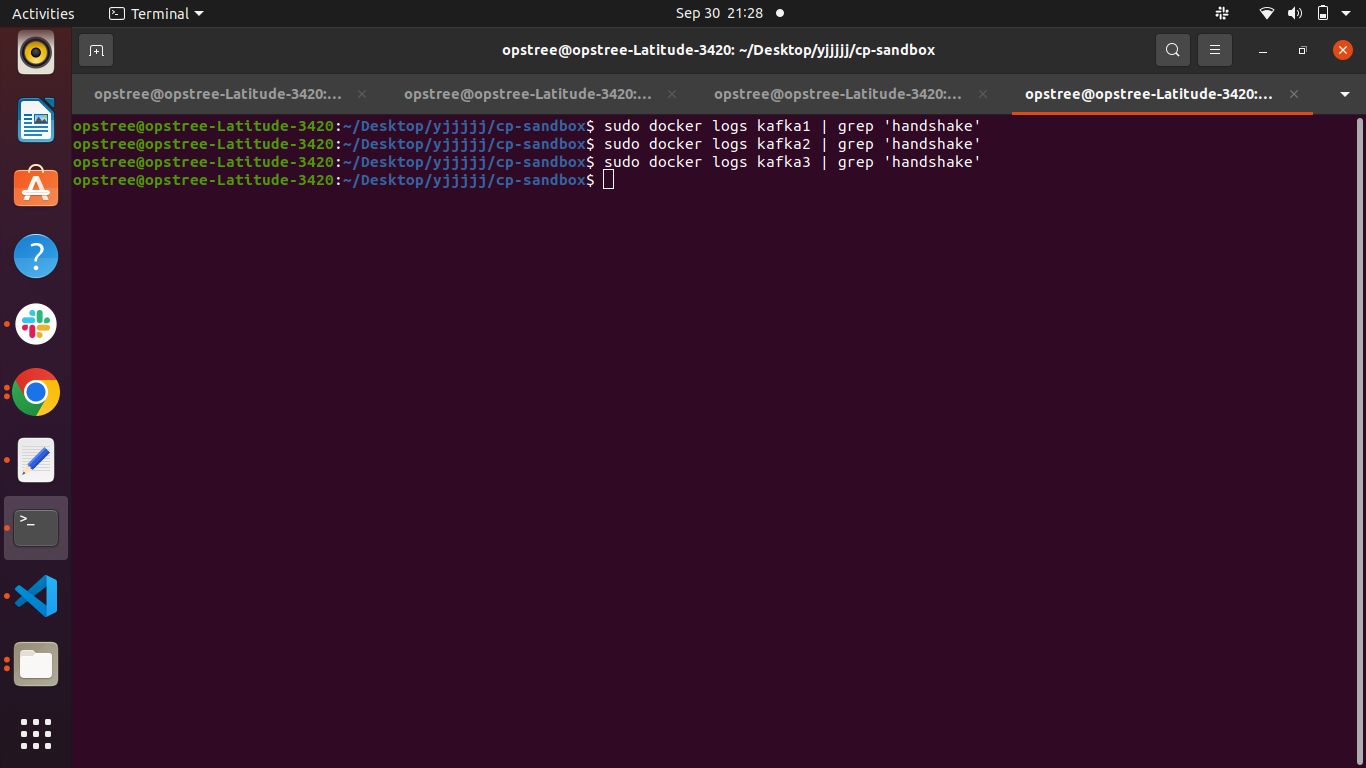 Activities
Terminal
Sep 30 21:28
opstree@opstree-Latitude-3420: ~/Desktop/yjjjjj/cp-sandbox
opstree@opstree-Latitude-3420:...
opstree@opstree-Latitude-3420:...
opstree@opstree-Latitude-3420:...
opstree@opstree-Latitude-3420:...
opstree@opstree-Latitude-3420:~/Desktop/yjjjjj/cp-sandbox$ sudo docker logs kafka1 | grep 'handshake'
opstree@opstree-Latitude-3420:~/Desktop/yjjjjj/cp-sandbox$ sudo docker logs kafka2 | grep 'handshake'
opstree@opstree-Latitude-3420:~/Desktop/yjjjjj/cp-sandbox$ sudo docker logs kafka3 | grep 'handshake'
opstree@opstree-Latitude-3420:~/Desktop/yjjjjj/cp-sandbox$